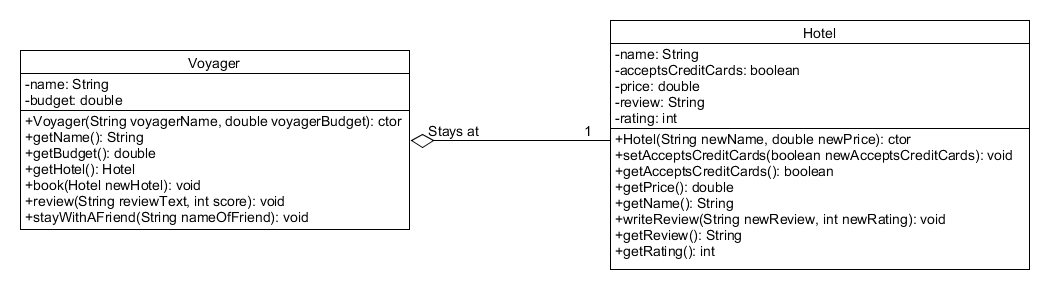 Voyager
-name: String
-budget: double
+Voyager(String voyagerName, double voyagerBudget): ctor
+getName(): String
+getBudget(): double
+getHotel(): Hotel
+book(Hotel newHotel): void
+review(String reviewText, int score): void
+stayWithAFriend(String nameOfFriend): void
Stays at
1
Hotel
-name: String
-acceptsCreditCards: boolean
-price: double
-review: String
-rating: int
+Hotel(String newName, double newPrice): ctor
+setAcceptsCreditCards(boolean newAcceptsCreditCards): void
+getAcceptsCreditCards(): boolean
+getPrice(): double
+getName(): String
+writeReview(String newReview, int newRating): void
+getReview(): String
+getRating(): int